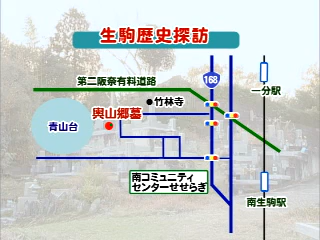 生駒歴史探訪
168
第二阪奈有料道路
竹林寺
一分駅
輿山郷墓
青山台
南コミュニティ
センターせせらぎ
南生駒駅